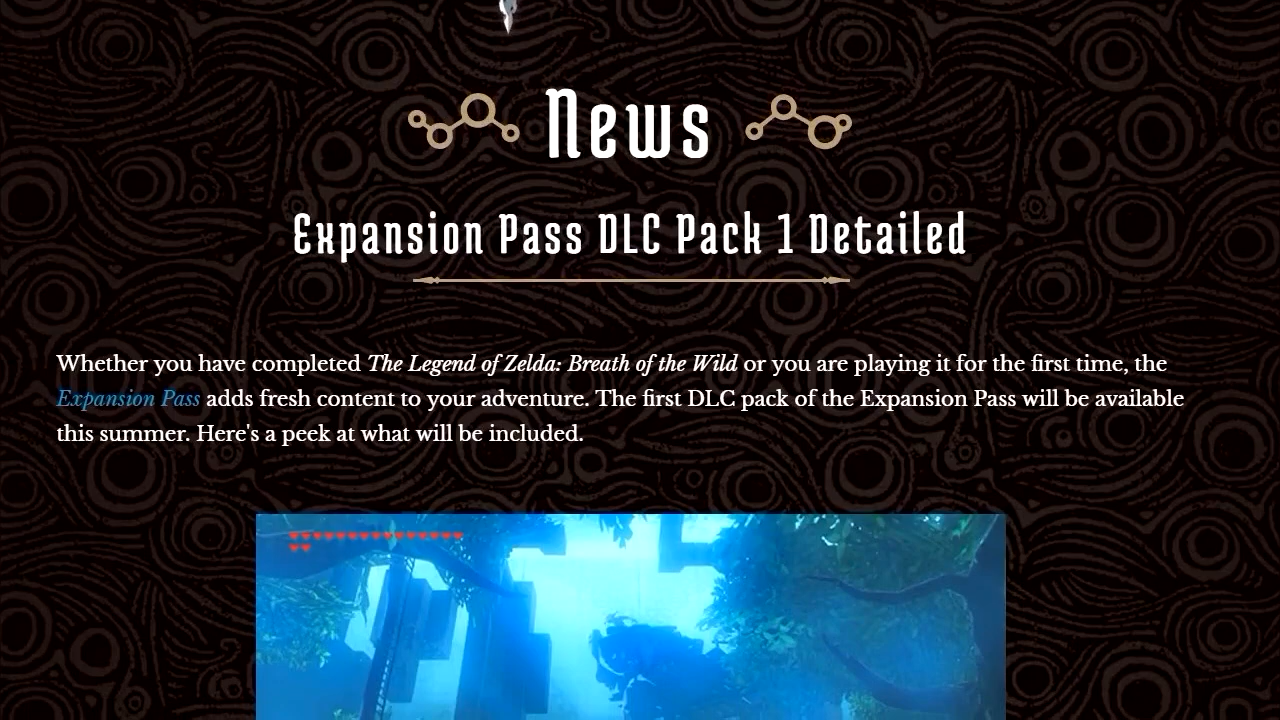 News
Expansion Pass DLC Pack 1 Detailed
Whether you have completed The Legend of Zelda: Breath of the Wild or you are playing it for the first time, the
Expansion Pass adds fresh content to your adventure. The first DLC pack of the Expansion Pass will be available
this summer. Here's a peek at what will be included.